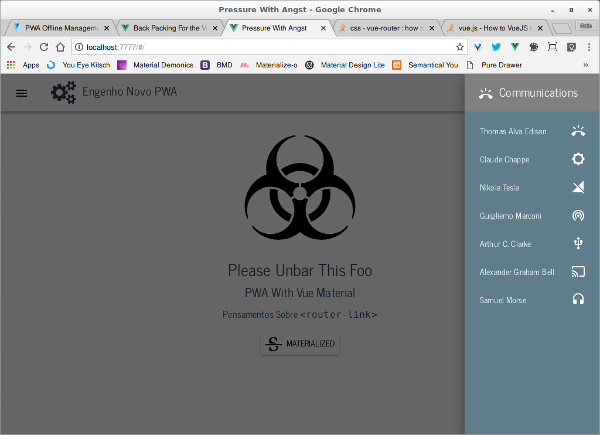 Pressure With Angst - Google Chrome
PWA Offline Managem
Back Packing For the V
Pressure With Angst
css - vue-router : how t
vue.js - How to VueJS
localhost:7777/#/
Apps
You Eye Kitsch
Material Demonics
BMD
Materialize-o
Material Design Lite
Semantical You
Pure Drawer
»
Engenho Novo PWA
Communications
Thomas Alva Edison
Claude Chappe
Nikola Tesla
Guigliemo Marconi
Arthur C. Clarke
Alexander Graham Bell
Samuel Morse
Please Unbar This Foo
PWA With Vue Material
Pensamentos Sobre <router-link>
MATERIALIZED